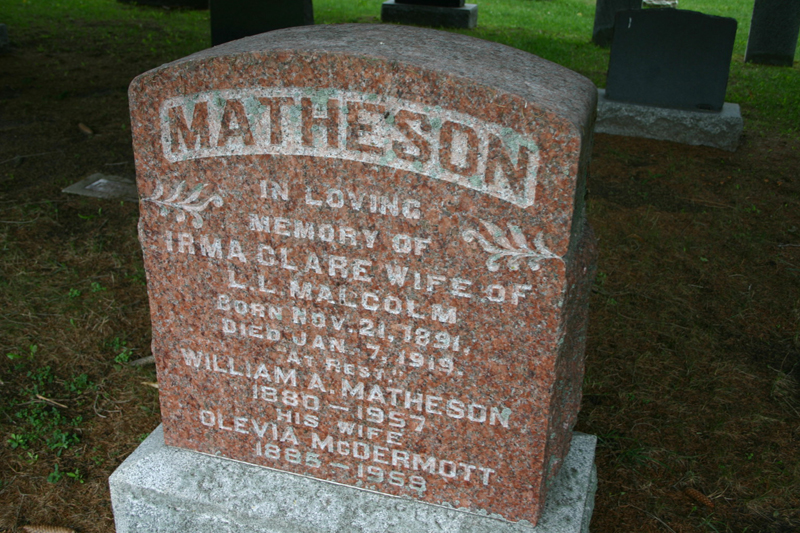 MATHESON
IN LOVING
MEMORY OF
IRMA CLARE WIFE OF
L.L. MALCOLM
BORN NOV. 21, 1891.
DIED JAN. 7, 1919.
AT REST.
WILLIAM A. MATHESON
1880–1957
HIS WIFE
OLEVIA MCDERMOTT
1885–1958